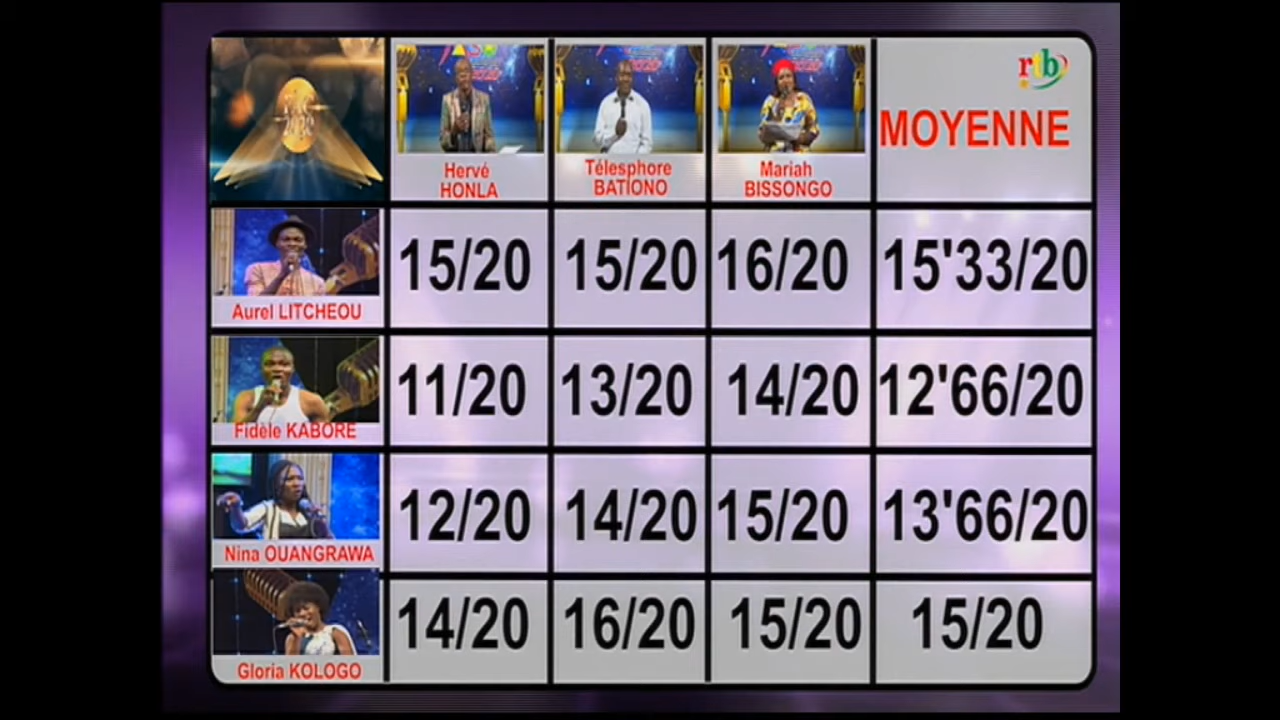 rtb
MOYENNE
Hervé
HONLA
Télesphore
BATIONO
Mariah
BISSONGO
Aurel LITCHEOU
15/20
15/20
16/20
15'33/20
Fidèle KABORE
11/20
13/20
14/20
12'66/20
Nina OUANGRAWA
12/20
14/20
15/20
13'66/20
Gloria KOLOGO
14/20
16/20
15/20
15/20